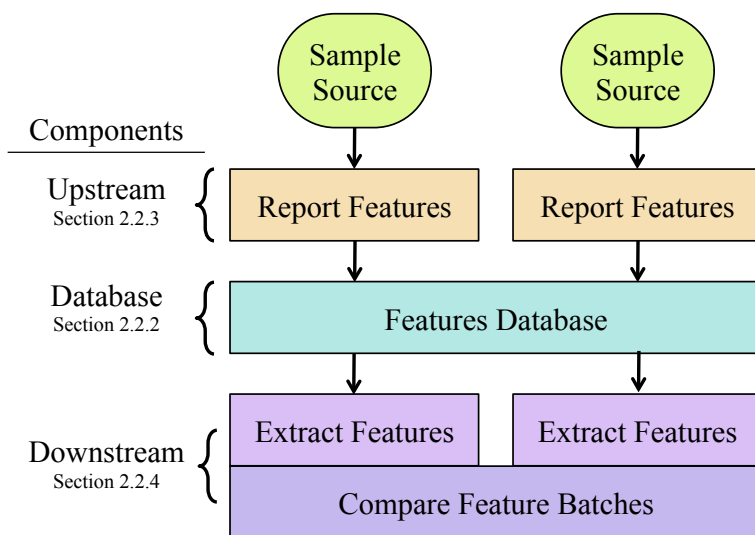 Sample
Source
Sample
Source
Components
Upstream
Section 2.2.3
Report Features
Report Features
Database
Section 2.2.2
Features Database
Downstream
Section 2.2.4
Extract Features
Extract Features
Compare Feature Batches